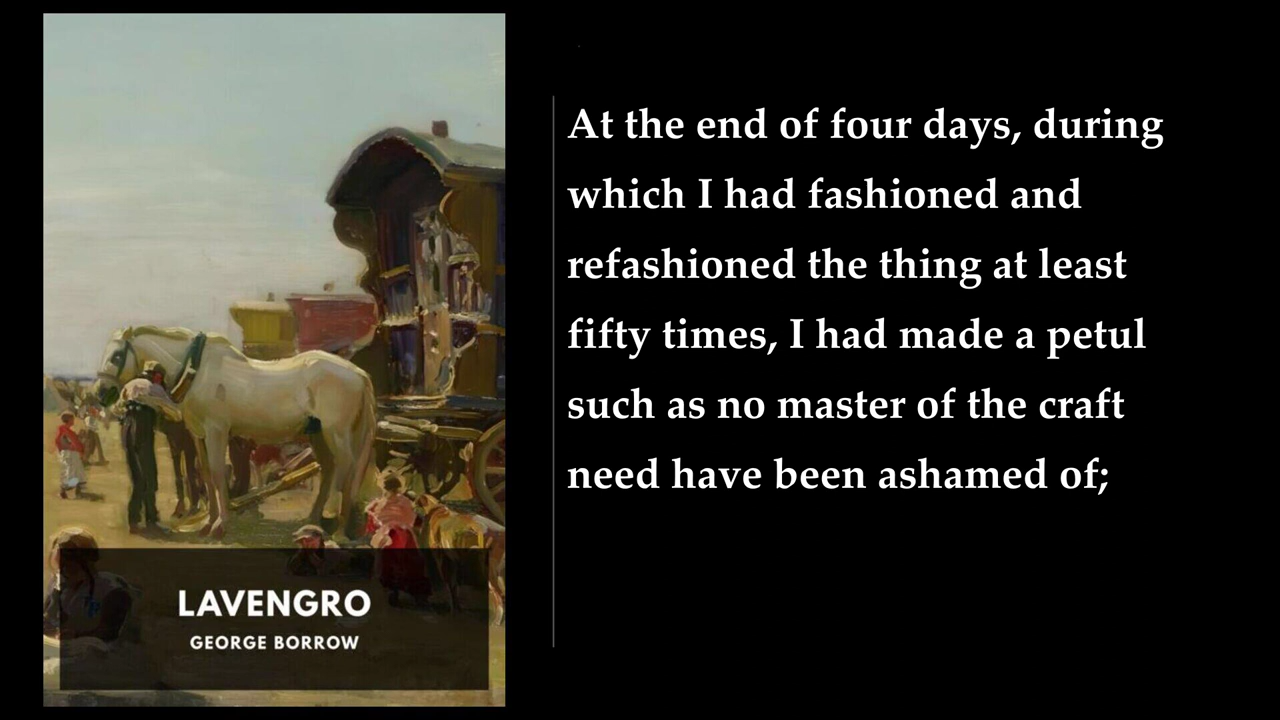 LAVENGRO
GEORGE BORROW
At the end of four days, during
which I had fashioned and
refashioned the thing at least
fifty times, I had made a petul
such as no master of the craft
need have been ashamed of;